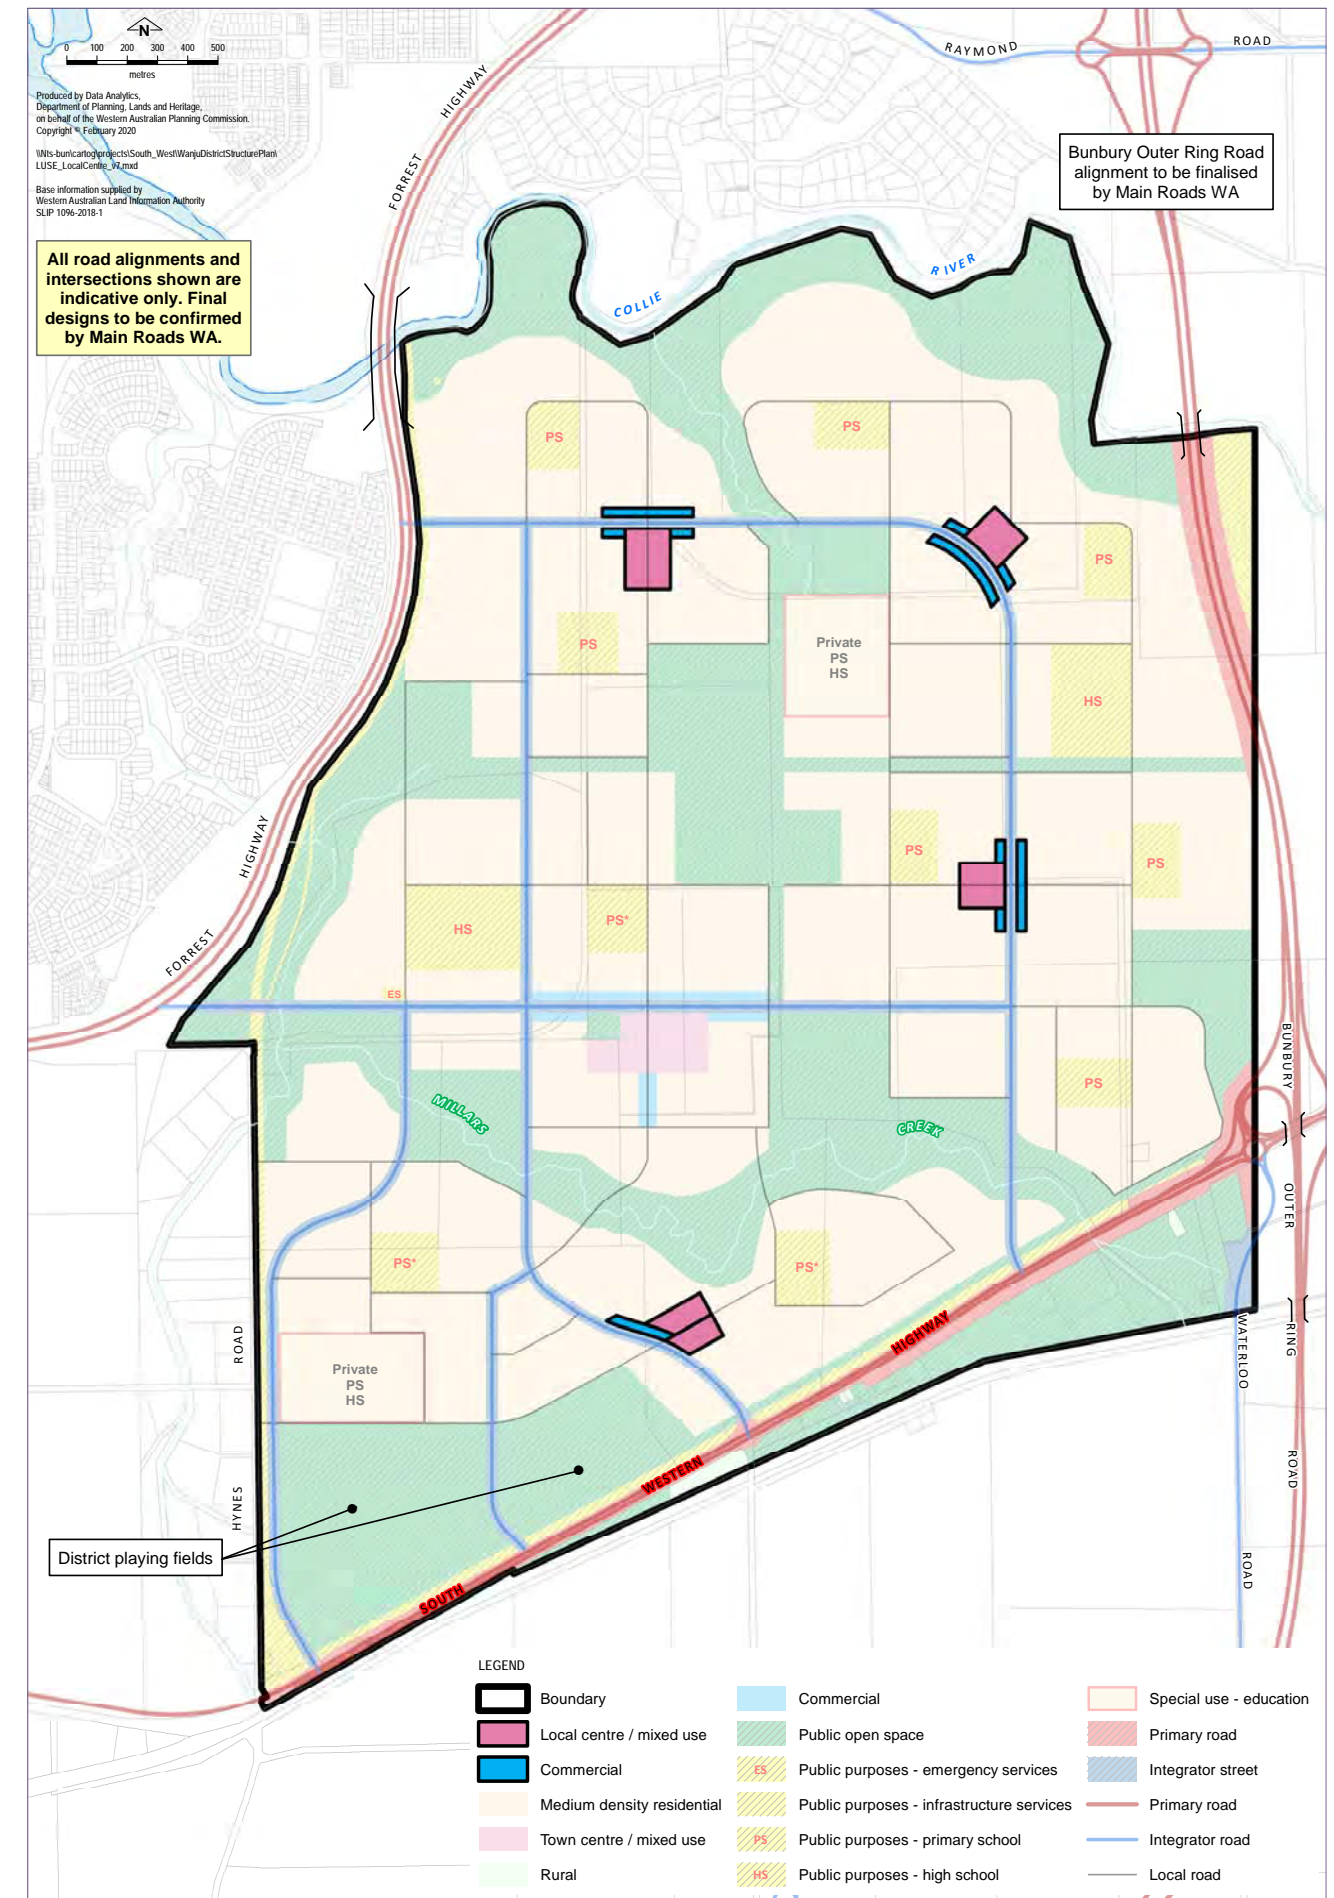 N
0 100 200 300 400 500
metres
Produced by Data Analytics,
Department of Planning, Lands and Heritage,
on behalf of the Western Australian Planning Commission.
Copyright © February 2020
\\Nts-bun\cartog\projects\South_West\WanjuDistrictStructurePlan\
LUSE_LocalCentre_v7.mxd
Base information supplied by
Western Australian Land Information Authority
SLIP 1096-2018-1
All road alignments and
intersections shown are
indicative only. Final
designs to be confirmed
by Main Roads WA.
FORREST HIGHWAY
RAYMOND ROAD
Bunbury Outer Ring Road
alignment to be finalised
by Main Roads WA
COLLIE RIVER
PS
PS
PS
PS
Private
PS
HS
HS
FORREST HIGHWAY
PS
PS
HS
PS*
ES
PS
MILLARS CREEK
BUNBURY OUTER RING ROAD
PS*
PS*
Private
PS
HS
HYNES ROAD
WATERLOO ROAD
SOUTH WESTERN HIGHWAY
District playing fields
LEGEND
Boundary
Local centre / mixed use
Commercial
Medium density residential
Town centre / mixed use
Rural
Commercial
Public open space
ES Public purposes - emergency services
Public purposes - infrastructure services
PS Public purposes - primary school
HS Public purposes - high school
Special use - education
Primary road
Integrator street
Primary road
Integrator road
Local road